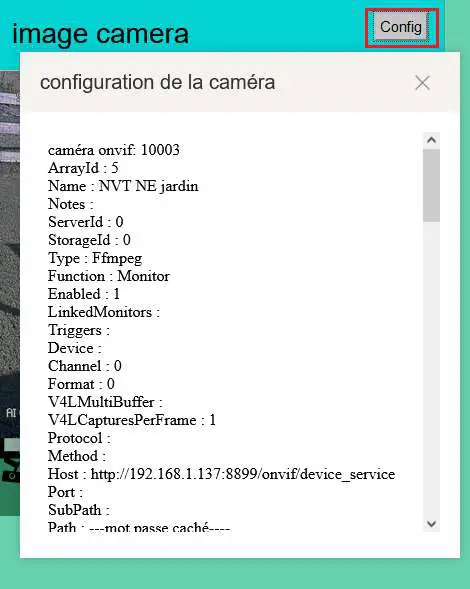 image camera
Config
configuration de la caméra
caméra onvif: 10003
ArrayId : 5
Name : NVT NE jardin
Notes :
ServerId : 0
StorageId : 0
Type : Ffmpeg
Function : Monitor
Enabled : 1
LinkedMonitors :
Triggers :
Device :
Channel : 0
Format : 0
V4LMultiBuffer :
V4LCapturesPerFrame : 1
Protocol :
Method :
Host : http://192.168.1.137:8899/onvif/device_service
Port :
SubPath :
Path : ---mot passe caché----
AI